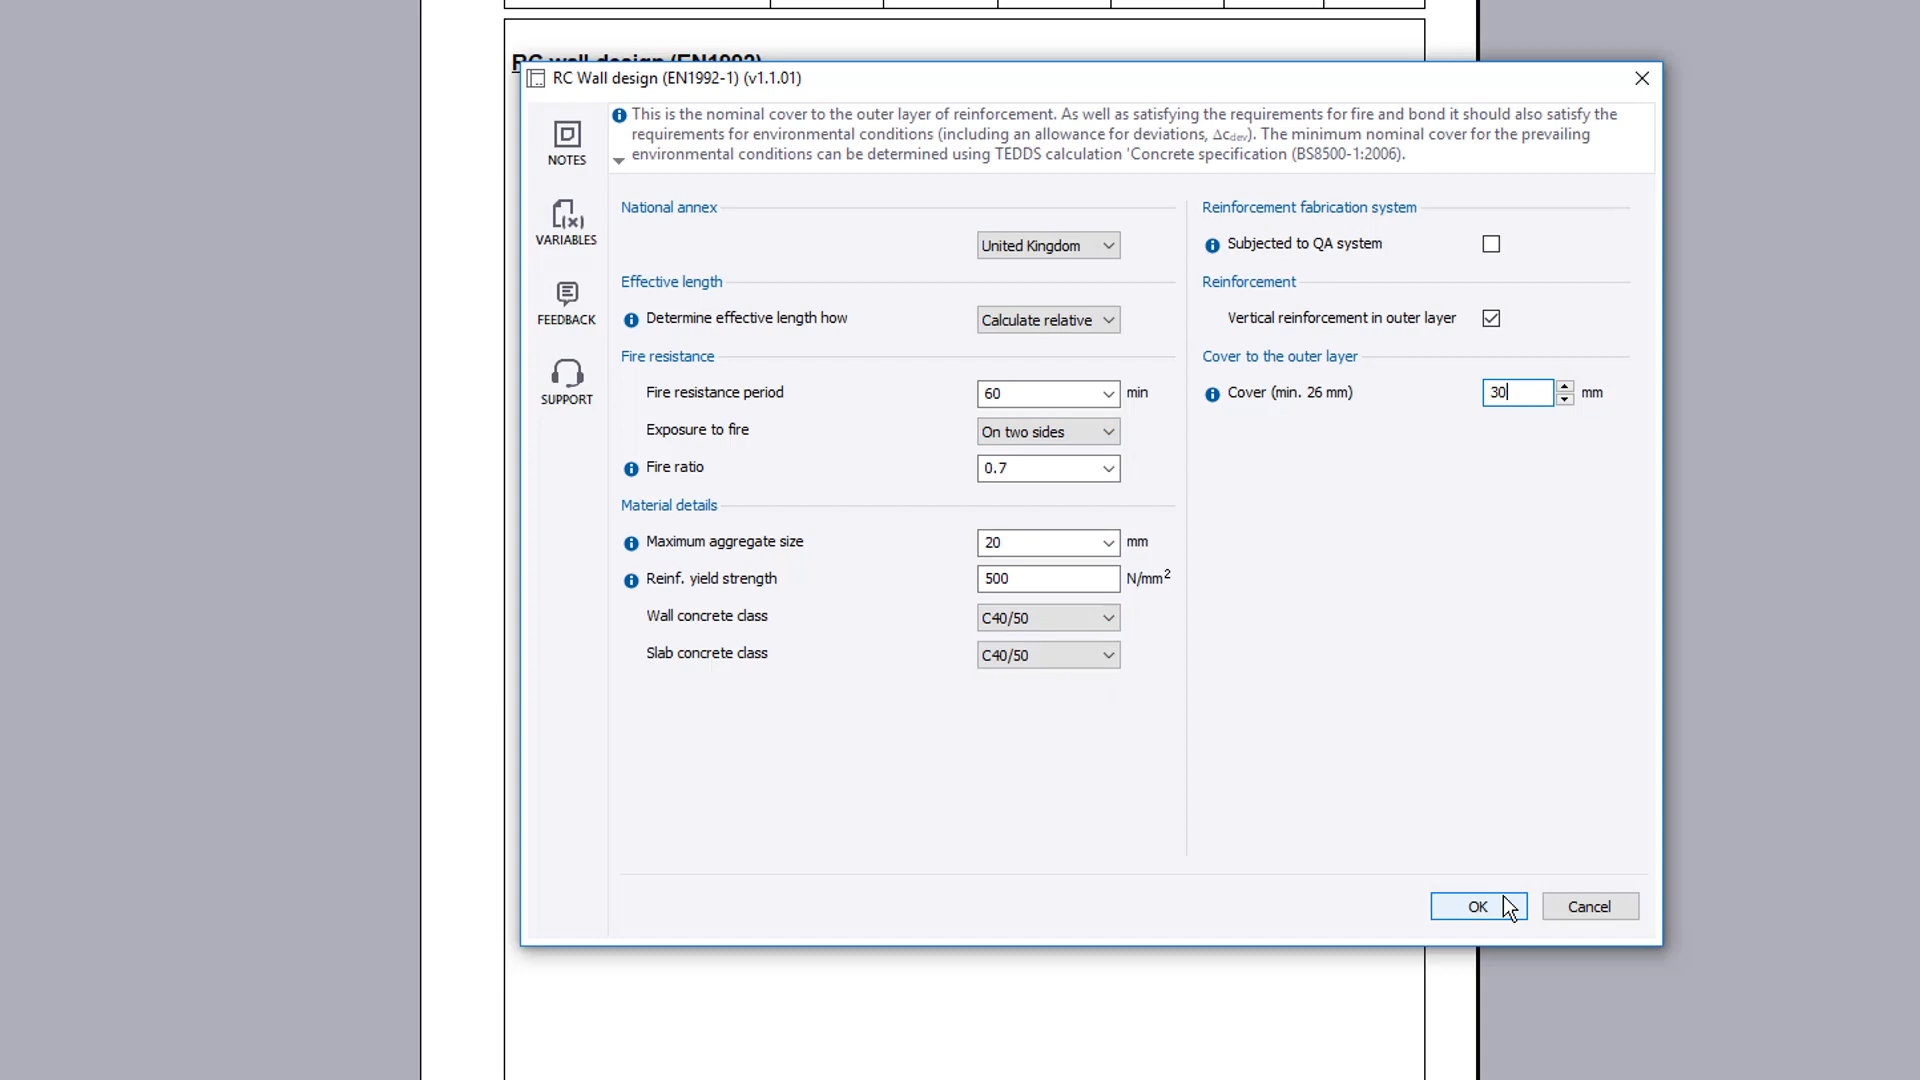 RC wall design (EN1992)
RC Wall design (EN1992-1) (v1.1.01)
NOTES
VARIABLES
FEEDBACK
SUPPORT
This is the nominal cover to the outer layer of reinforcement. As well as satisfying the requirements for fire and bond it should also satisfy the
requirements for environmental conditions (including an allowance for deviations, Δcdev). The minimum nominal cover for the prevailing
environmental conditions can be determined using TEDDS calculation 'Concrete specification (BS8500-1:2006).
National annex
United Kingdom
Effective length
Determine effective length how Calculate relative
Fire resistance
Fire resistance period 60 min
Exposure to fire On two sides
Fire ratio 0.7
Material details
Maximum aggregate size 20 mm
Reinf. yield strength 500 N/mm²
Wall concrete class C40/50
Slab concrete class C40/50
Reinforcement fabrication system
Subjected to QA system
Reinforcement
Vertical reinforcement in outer layer
Cover to the outer layer
Cover (min. 26 mm) 30 mm
OK Cancel